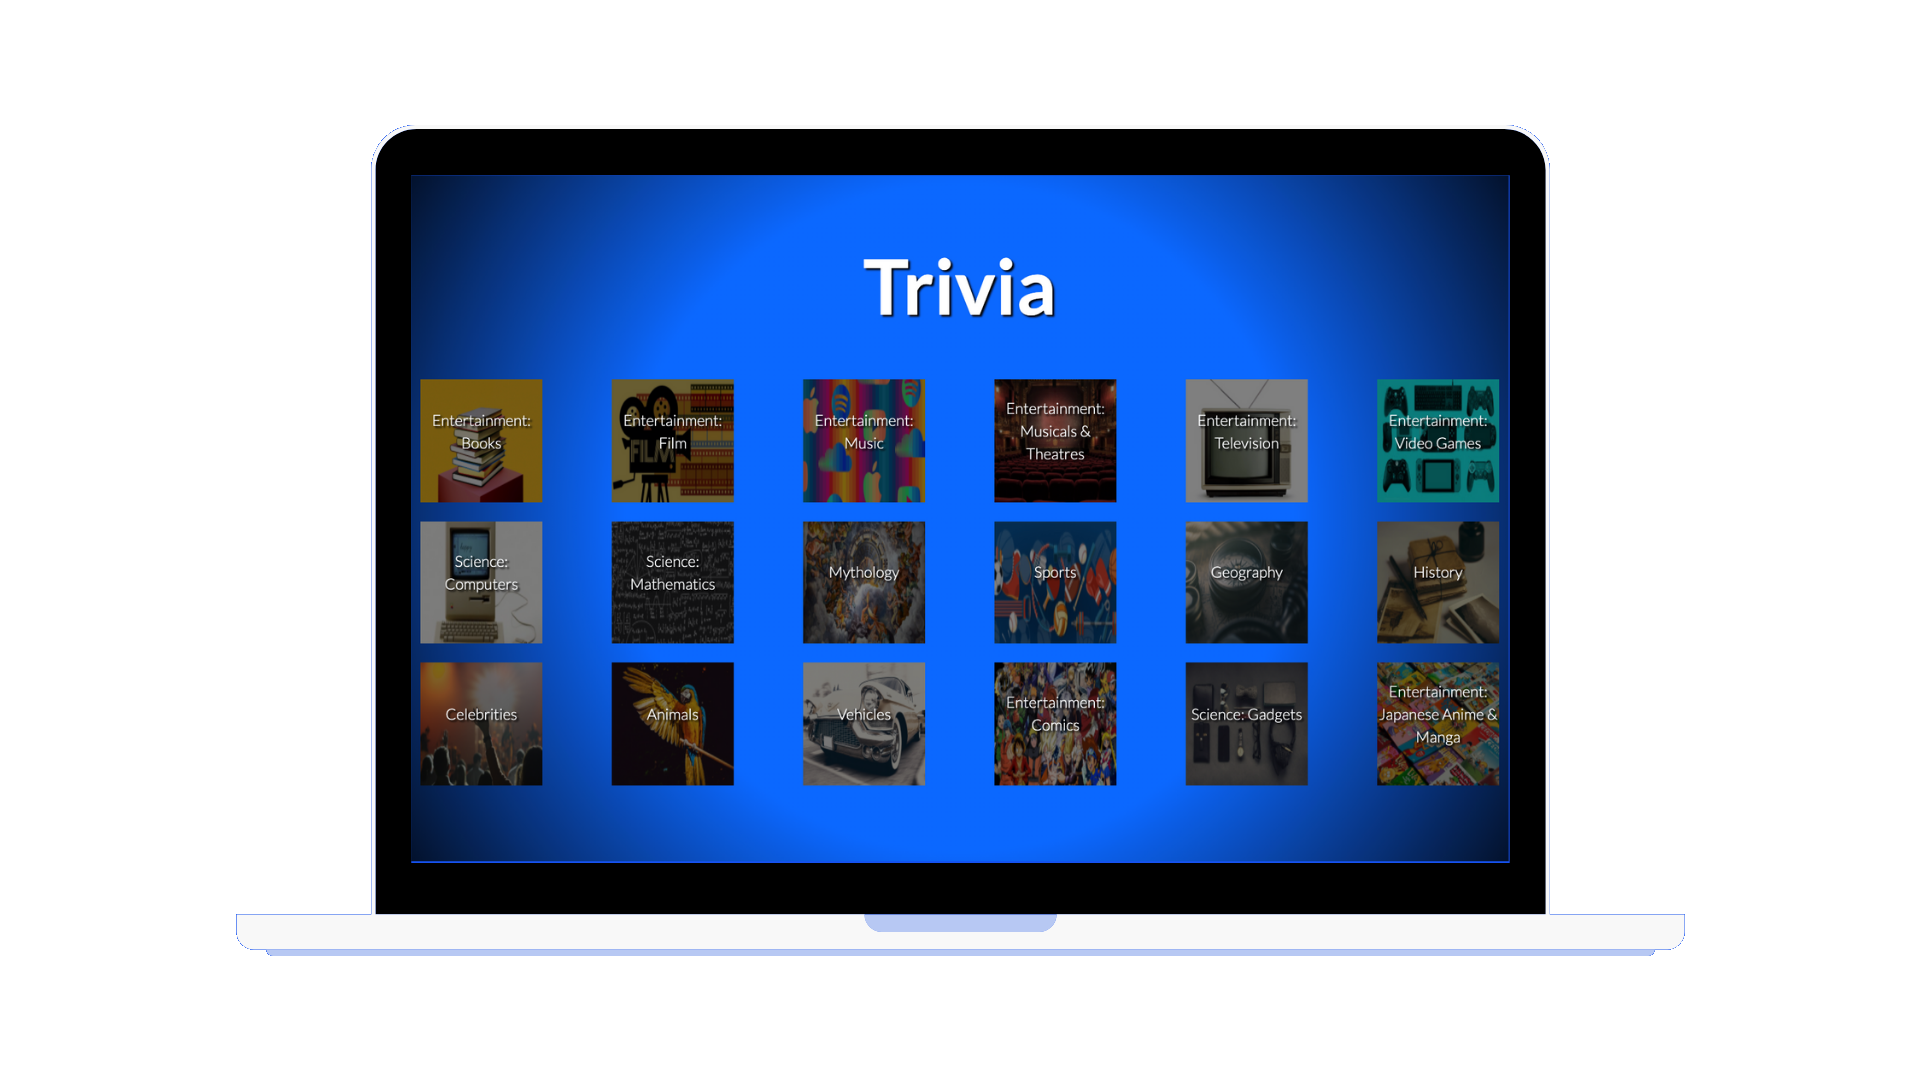 Trivia
Entertainment:
Books
Entertainment:
Film
FILM
Entertainment:
Music
Entertainment:
Musicals &
Theatres
Entertainment:
Television
Entertainment:
Video Games
Science:
Computers
Science:
Mathematics
Mythology
Sports
Geography
History
Celebrities
Animals
Vehicles
Entertainment:
Comics
Science: Gadgets
Entertainment:
Japanese Anime &
Manga